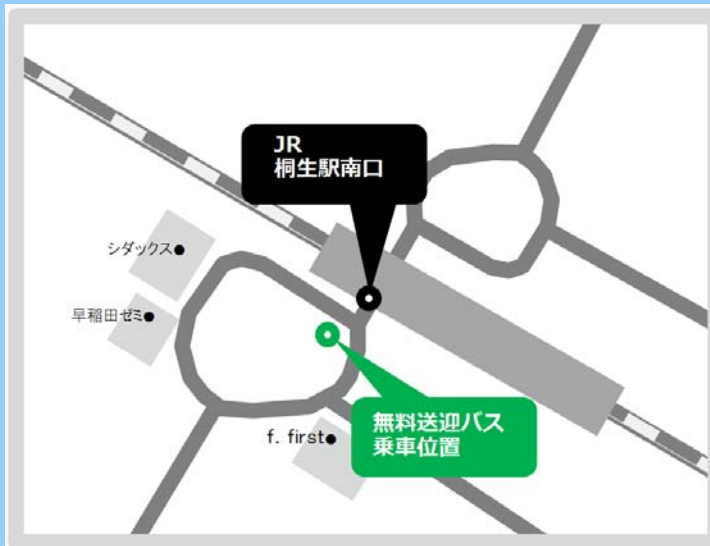 JR
桐生駅南口
シダックス
早稲田ゼミ
無料送迎バス
乗車位置
f. first